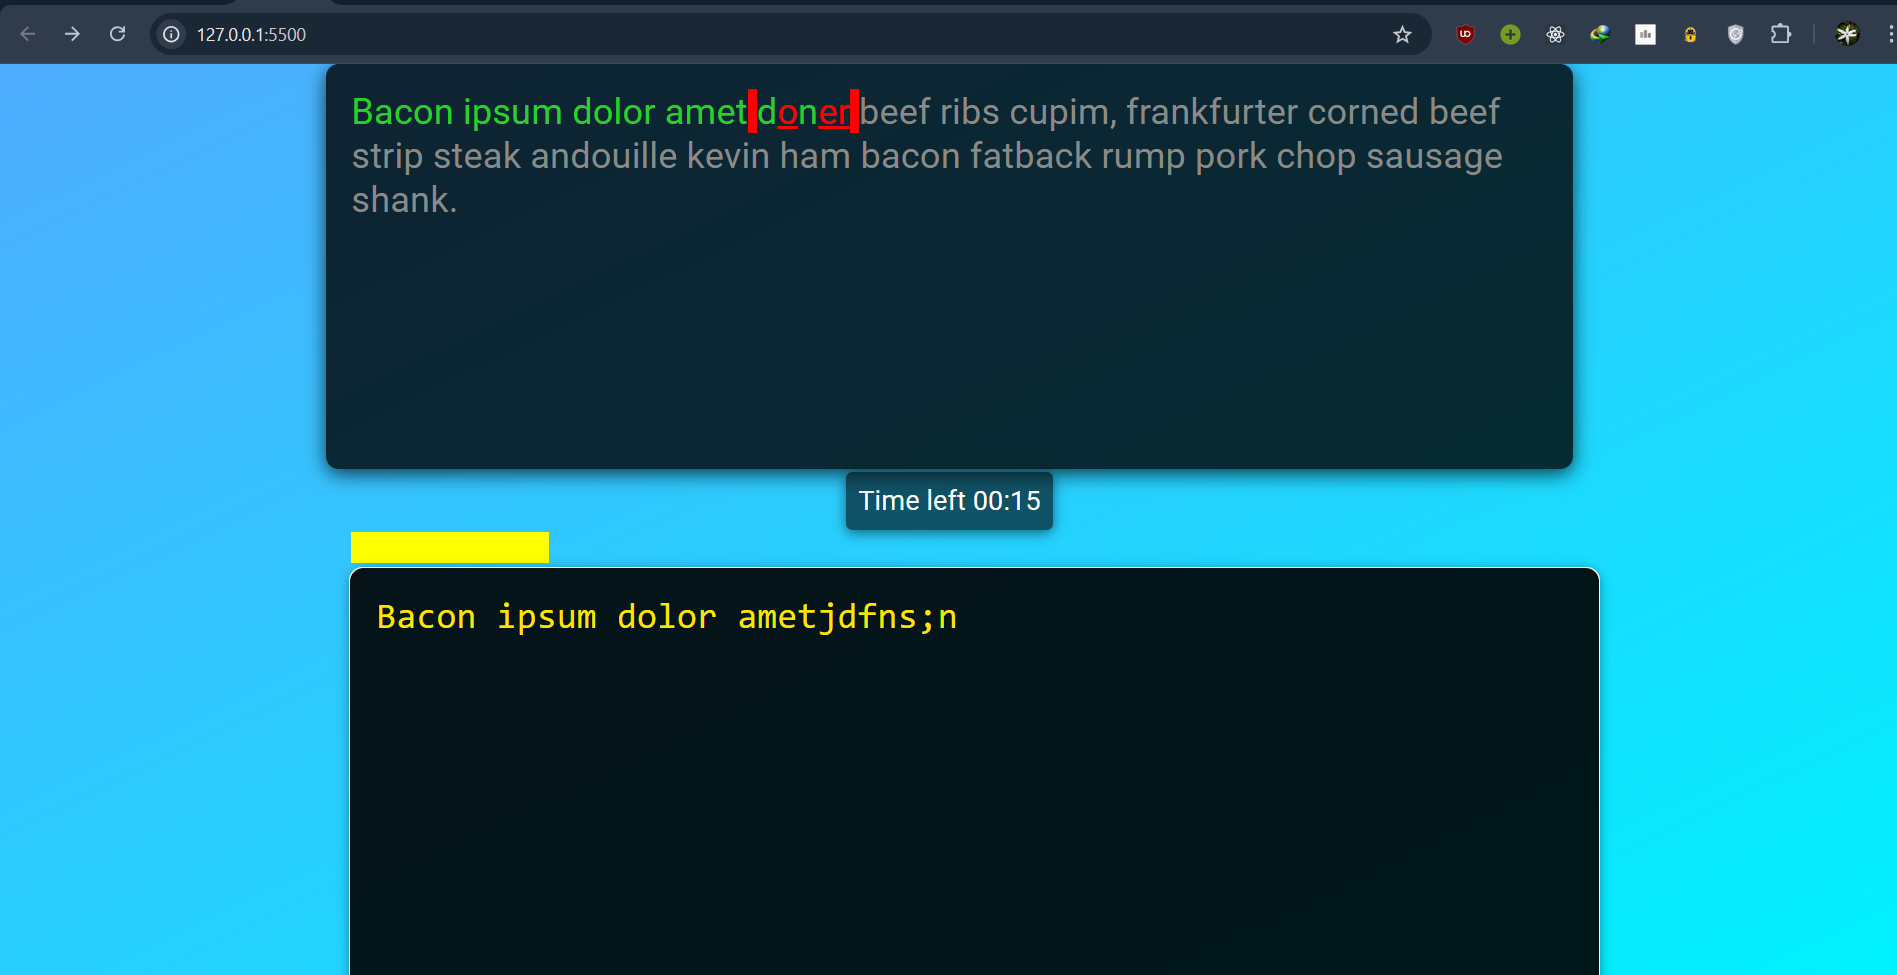 127.0.0.1:5500
Bacon ipsum dolor amet doner beef ribs cupim, frankfurter corned beef
strip steak andouille kevin ham bacon fatback rump pork chop sausage
shank.
Time left 00:15
Bacon ipsum dolor ametjdfns;n